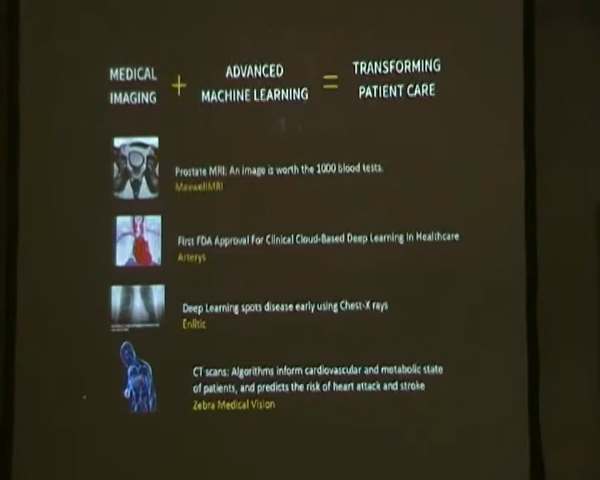 MEDICAL IMAGING + ADVANCED MACHINE LEARNING = TRANSFORMING PATIENT CARE
Prostate MRI: An image is worth the 1000 blood tests.
MaxwellMRI
First FDA Approval For Clinical Cloud-Based Deep Learning In Healthcare
Arterys
Deep Learning spots disease early using Chest-X rays
Enlitic
CT scans: Algorithms inform cardiovascular and metabolic state
of patients, and predicts the risk of heart attack and stroke
Zebra Medical Vision